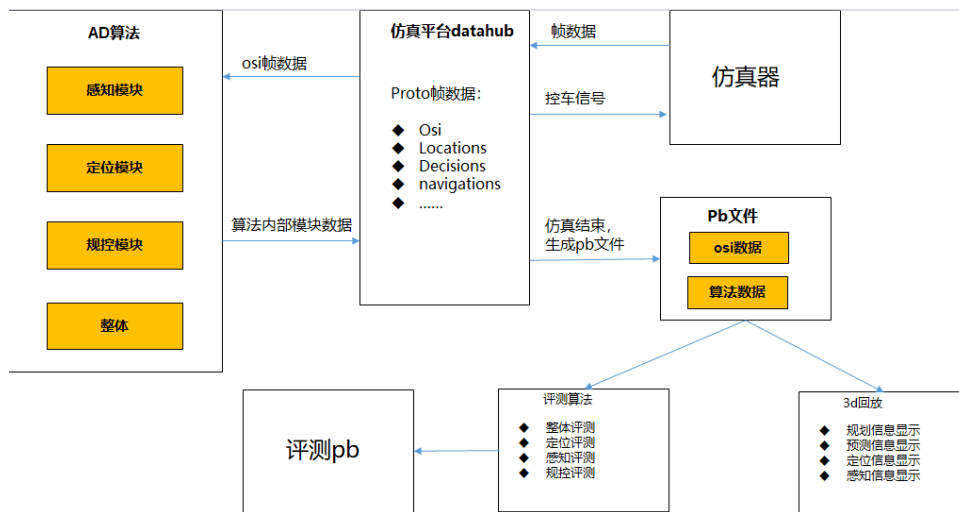 AD算法
感知模块
定位模块
规控模块
整体
osi帧数据
算法内部模块数据
仿真平台datahub
Proto帧数据：
◆ Osi
◆ Locations
◆ Decisions
◆ navigations
◆ ......
帧数据
控车信号
仿真器
仿真结束，
生成pb文件
Pb文件
osi数据
算法数据
评测pb
评测算法
◆ 整体评测
◆ 定位评测
◆ 感知评测
◆ 规控评测
3d回放
◆ 规划信息显示
◆ 预测信息显示
◆ 定位信息显示
◆ 感知信息显示